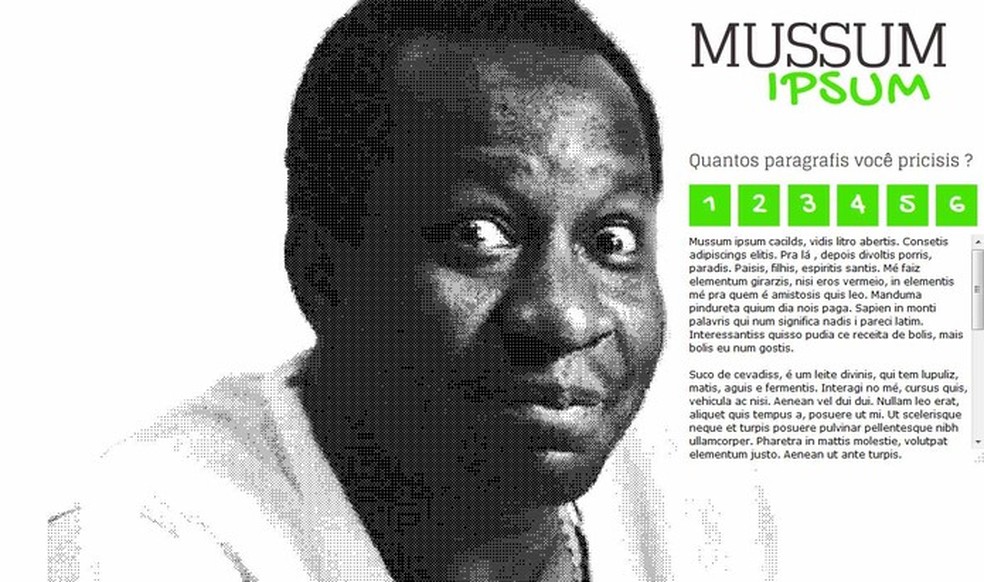 MUSSUM
IPSUM
Quantos paragrafis você pricisis ?
1 2 3 4 5 6
Mussum ipsum cacilds, vidis litro abertis. Consetis
adipiscings elitis. Pra lá , depois divoltis porris,
paradis. Paisis, filhis, espiritis santis. Mé faiz
elementum girarzis, nisi eros vermeio, in elementis
mé pra quem é amistosis quis leo. Manduma
pindureta quium dia nois paga. Sapien in monti
palavris qui num significa nadis i pareci latim.
Interessantiss quisso pudia ce receita de bolis, mais
bolis eu num gostis.
Suco de cevadiss, é um leite divinis, qui tem lupuliz,
matis, aguis e fermentis. Interagi no mé, cursus quis,
vehicula ac nisi. Aenean vel dui dui. Nullam leo erat,
aliquet quis tempus a, posuere ut mi. Ut scelerisque
neque et turpis posuere pulvinar pellentesque nibh
ullamcorper. Pharetra in mattis molestie, volutpat
elementum justo. Aenean ut ante turpis.